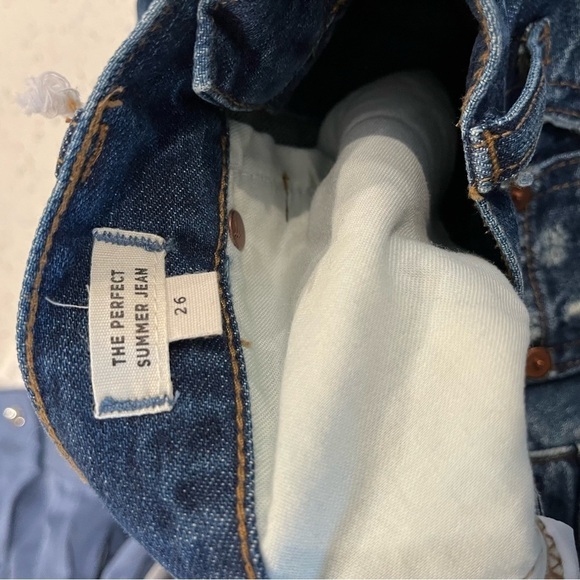 THE PERFECT
SUMMER JEAN
26